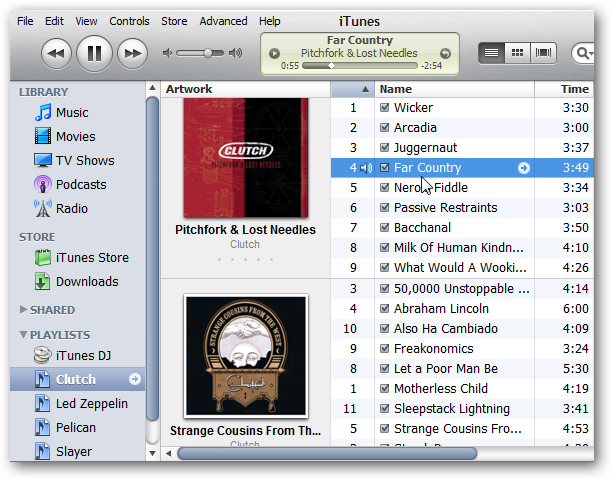 File Edit View Controls Store Advanced Help
iTunes
Far Country
Pitchfork & Lost Needles
0:55 -2:54
LIBRARY
Music
Movies
TV Shows
Podcasts
Radio
STORE
iTunes Store
Downloads
SHARED
PLAYLISTS
iTunes DJ
Clutch
Led Zeppelin
Pelican
Slayer
Artwork
CLUTCH
PITCHFORK & LOST NEEDLES
Pitchfork & Lost Needles
Clutch
STRANGE COUSINS FROM THE WEST
Clutch
Strange Cousins From Th...
Clutch
Name Time
1 Wicker 3:30
2 Arcadia 3:00
3 Juggernaut 3:37
4 Far Country 3:49
5 Nero's Fiddle 3:34
6 Passive Restraints 3:03
7 Bacchanal 3:50
8 Milk Of Human Kindn... 4:10
9 What Would A Wooki... 4:26
3 50,0000 Unstoppable ... 4:14
4 Abraham Lincoln 6:00
10 Also Ha Cambiado 4:09
9 Freakonomics 3:24
8 Let a Poor Man Be 5:30
1 Motherless Child 4:19
11 Sleepstack Lightning 3:41
5 Strange Cousins Fro... 4:53